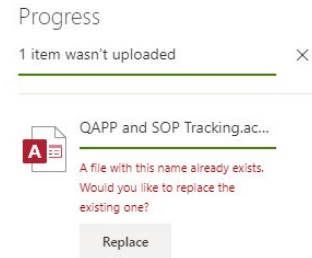 Progress
1 item wasn't uploaded
QAPP and SOP Tracking.ac...
A
A file with this name already exists.
Would you like to replace the
existing one?
Replace